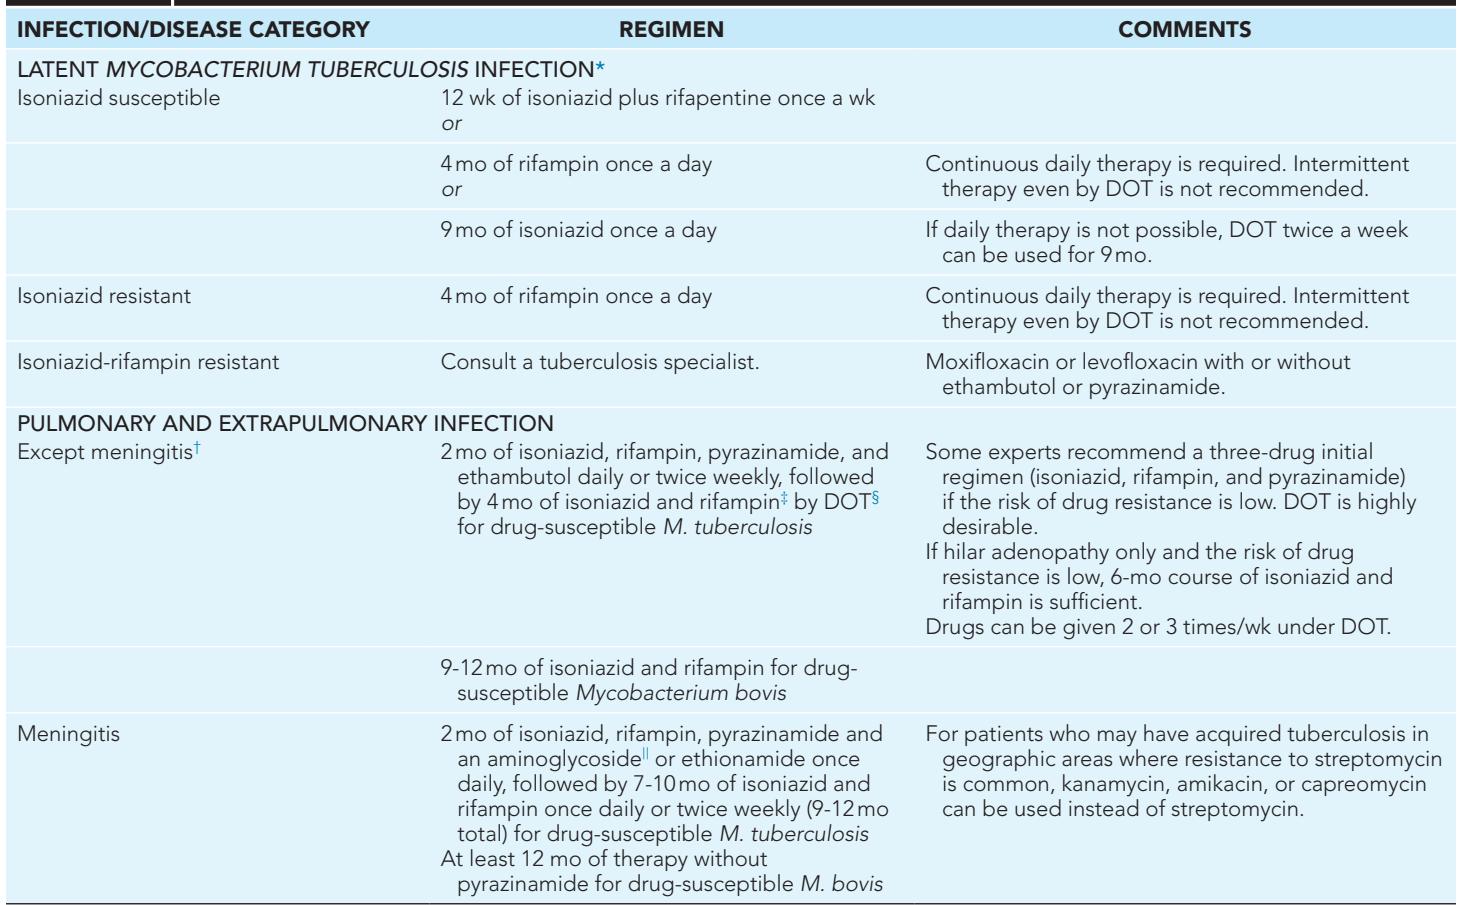 INFECTION/DISEASE CATEGORY REGIMEN COMMENTS
LATENT MYCOBACTERIUM TUBERCULOSIS INFECTION*
Isoniazid susceptible 12 wk of isoniazid plus rifapentine once a wk
or
4 mo of rifampin once a day Continuous daily therapy is required. Intermittent
or therapy even by DOT is not recommended.
9 mo of isoniazid once a day If daily therapy is not possible, DOT twice a week
can be used for 9 mo.
Isoniazid resistant 4 mo of rifampin once a day Continuous daily therapy is required. Intermittent
therapy even by DOT is not recommended.
Isoniazid-rifampin resistant Consult a tuberculosis specialist. Moxifloxacin or levofloxacin with or without
ethambutol or pyrazinamide.
PULMONARY AND EXTRAPULMONARY INFECTION
Except meningitis† 2 mo of isoniazid, rifampin, pyrazinamide, and Some experts recommend a three-drug initial
ethambutol daily or twice weekly, followed regimen (isoniazid, rifampin, and pyrazinamide)
by 4 mo of isoniazid and rifampin‡ by DOT§ if the risk of drug resistance is low. DOT is highly
for drug-susceptible M. tuberculosis desirable.
If hilar adenopathy only and the risk of drug
resistance is low, 6-mo course of isoniazid and
rifampin is sufficient.
Drugs can be given 2 or 3 times/wk under DOT.
9-12 mo of isoniazid and rifampin for drug-
susceptible Mycobacterium bovis
Meningitis 2 mo of isoniazid, rifampin, pyrazinamide and For patients who may have acquired tuberculosis in
an aminoglycoside|| or ethionamide once geographic areas where resistance to streptomycin
daily, followed by 7-10 mo of isoniazid and is common, kanamycin, amikacin, or capreomycin
rifampin once daily or twice weekly (9-12 mo can be used instead of streptomycin.
total) for drug-susceptible M. tuberculosis
At least 12 mo of therapy without
pyrazinamide for drug-susceptible M. bovis